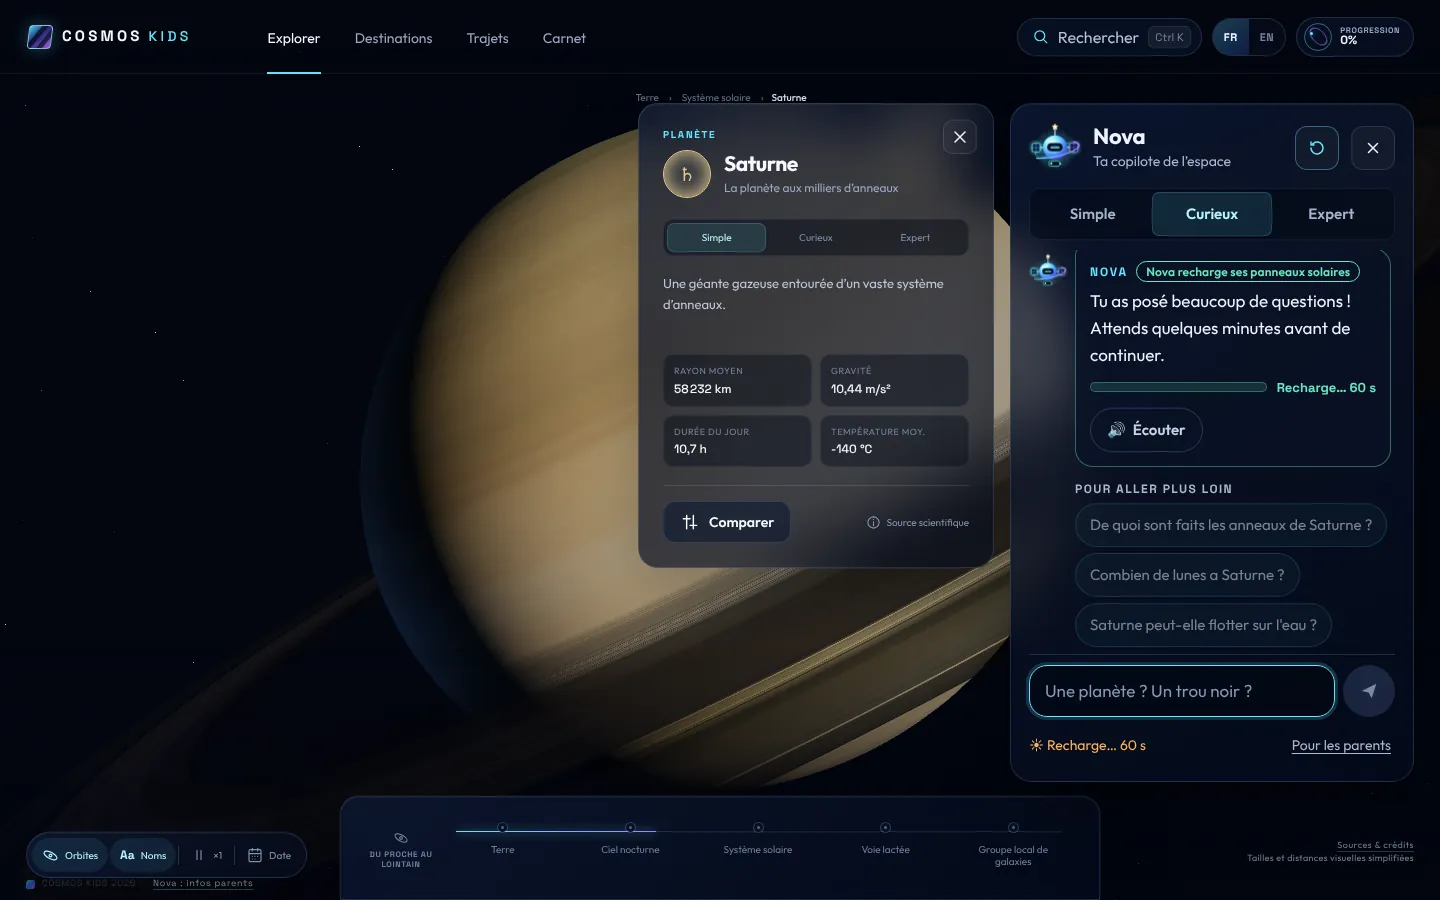 COSMOS KIDS
Explorer
Destinations
Trajets
Carnet
Rechercher
Ctrl K
FR
EN
PROGRESSION
0%
Terre › Système solaire › Saturne
PLANÈTE
♄
Saturne
La planète aux milliers d'anneaux
Simple
Curieux
Expert
Une géante gazeuse entourée d'un vaste système
d'anneaux.
RAYON MOYEN
58 232 km
GRAVITÉ
10,44 m/s²
DURÉE DU JOUR
10,7 h
TEMPÉRATURE MOY.
-140 °C
Comparer
Source scientifique
Nova
Ta copilote de l'espace
Simple
Curieux
Expert
NOVA
Nova recharge ses panneaux solaires
Tu as posé beaucoup de questions !
Attends quelques minutes avant de
continuer.
Recharge… 60 s
Écouter
POUR ALLER PLUS LOIN
De quoi sont faits les anneaux de Saturne ?
Combien de lunes a Saturne ?
Saturne peut-elle flotter sur l'eau ?
Une planète ? Un trou noir ?
Recharge… 60 s
Pour les parents
Orbites
Aa Noms
×1
Date
COSMOS KIDS 2026
Nova : infos parents
DU PROCHE AU
LOINTAIN
Terre
Ciel nocturne
Système solaire
Voie lactée
Groupe local de
galaxies
Sources & crédits
Tailles et distances visuelles simplifiées